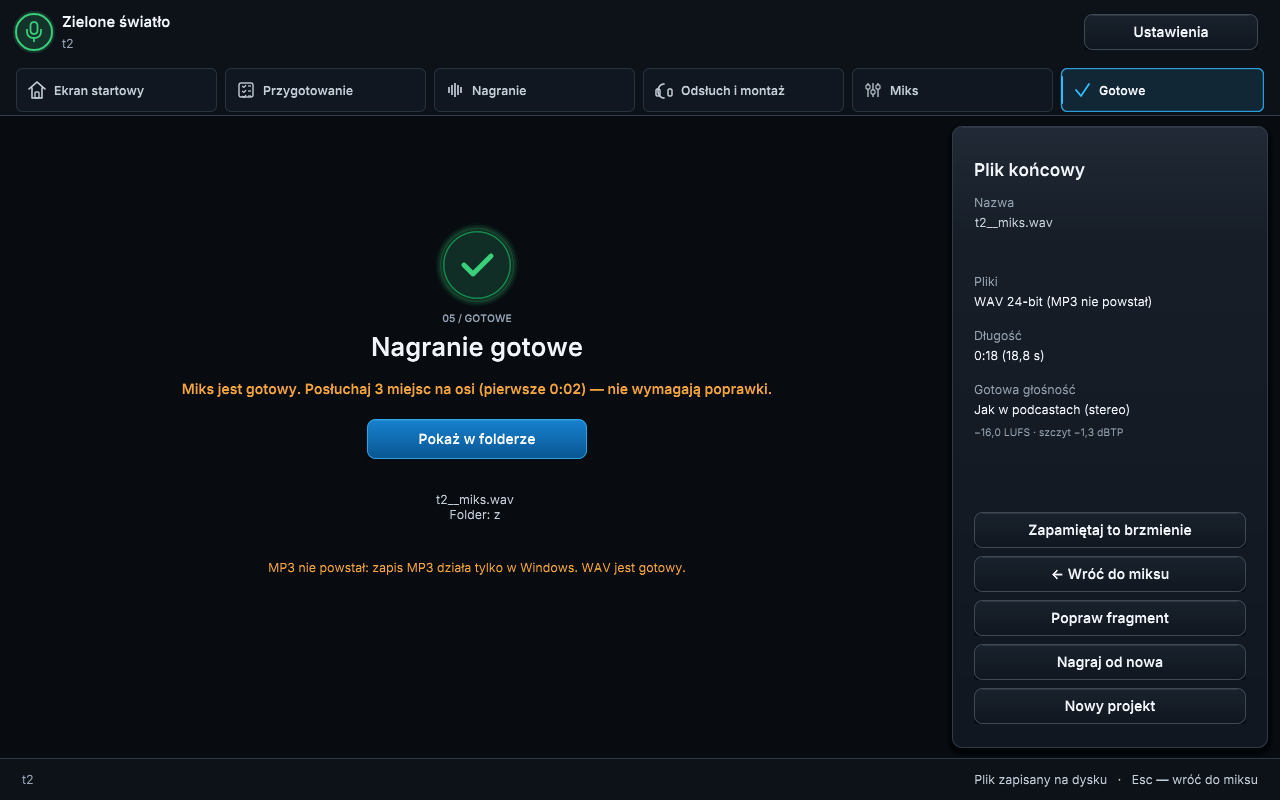 Zielone światło
t2
Ustawienia
Ekran startowy
Przygotowanie
Nagranie
Odsłuch i montaż
Miks
Gotowe
05 / GOTOWE
Nagranie gotowe
Miks jest gotowy. Posłuchaj 3 miejsc na osi (pierwsze 0:02) — nie wymagają poprawki.
Pokaż w folderze
t2__miks.wav
Folder: z
MP3 nie powstał: zapis MP3 działa tylko w Windows. WAV jest gotowy.
Plik końcowy
Nazwa
t2__miks.wav
Pliki
WAV 24-bit (MP3 nie powstał)
Długość
0:18 (18,8 s)
Gotowa głośność
Jak w podcastach (stereo)
−16,0 LUFS · szczyt −1,3 dBTP
Zapamiętaj to brzmienie
← Wróć do miksu
Popraw fragment
Nagraj od nowa
Nowy projekt
t2
Plik zapisany na dysku · Esc — wróć do miksu